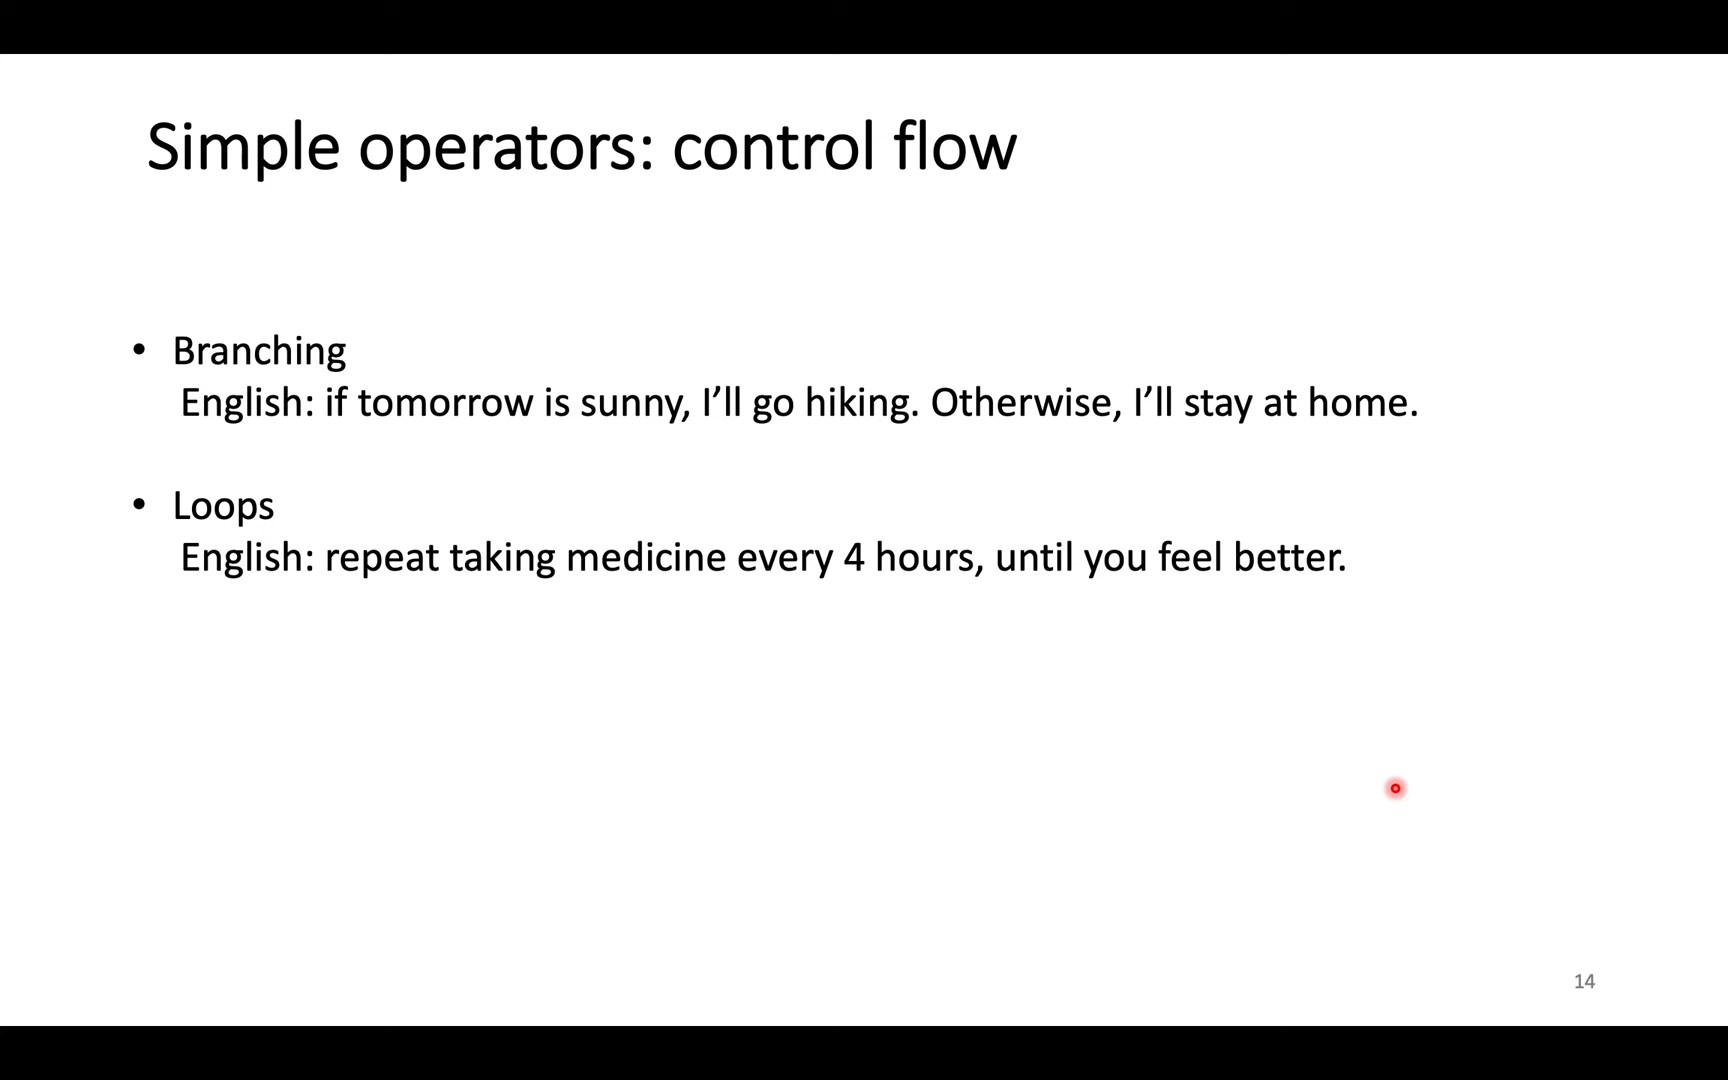 Simple operators: control flow
• Branching
English: if tomorrow is sunny, I’ll go hiking. Otherwise, I’ll stay at home.
• Loops
English: repeat taking medicine every 4 hours, until you feel better.
14